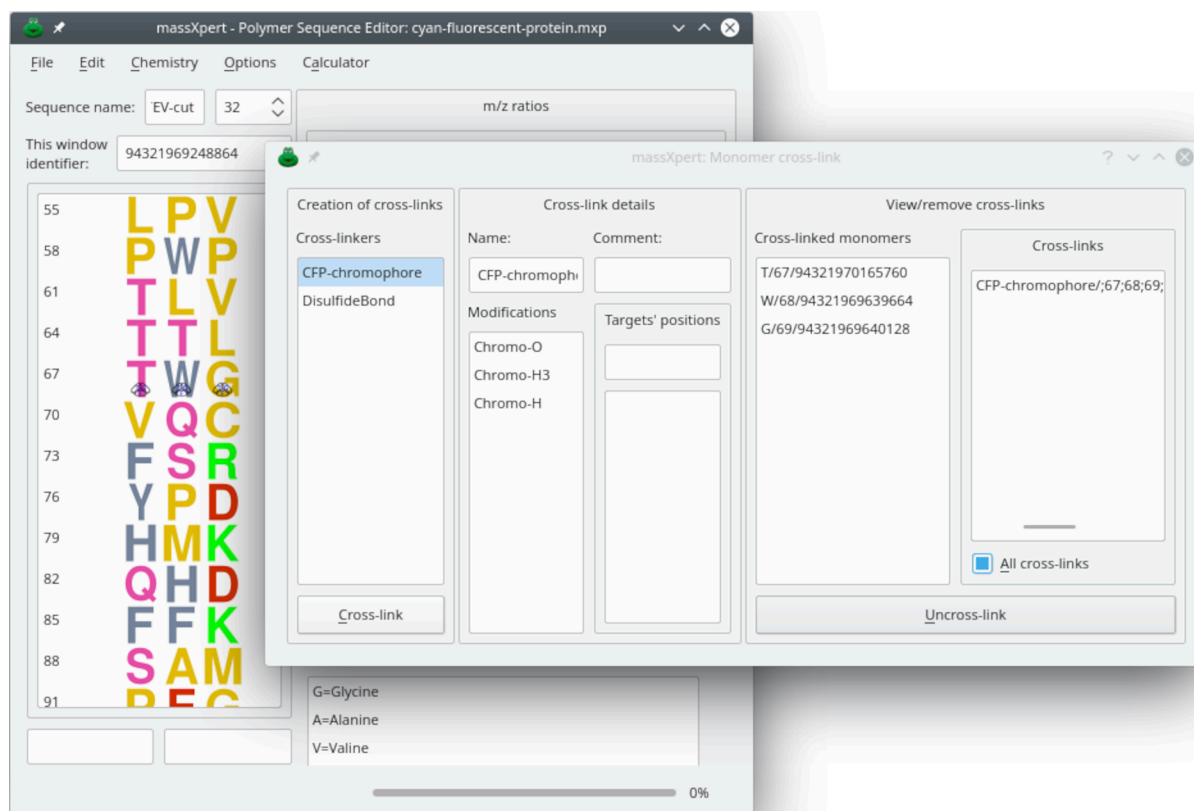 massXpert - Polymer Sequence Editor: cyan-fluorescent-protein.mxp
File Edit Chemistry Options Calculator
Sequence name: EV-cut 32
m/z ratios
This window
identifier: 94321969248864
55 L P V
58 P W P
61 T L V
64 T T L
67 T W G
70 V Q C
73 F S R
76 Y P D
79 H M K
82 Q H D
85 F F K
88 S A M
91
massXpert: Monomer cross-link
Creation of cross-links
Cross-linkers
CFP-chromophore
DisulfideBond
Cross-link
Cross-link details
Name: Comment:
CFP-chromoph
Modifications
Chromo-O
Chromo-H3
Chromo-H
Targets' positions
View/remove cross-links
Cross-linked monomers
T/67/94321970165760
W/68/94321969639664
G/69/94321969640128
Cross-links
CFP-chromophore/;67;68;69;
All cross-links
Uncross-link
G=Glycine
A=Alanine
V=Valine
0%